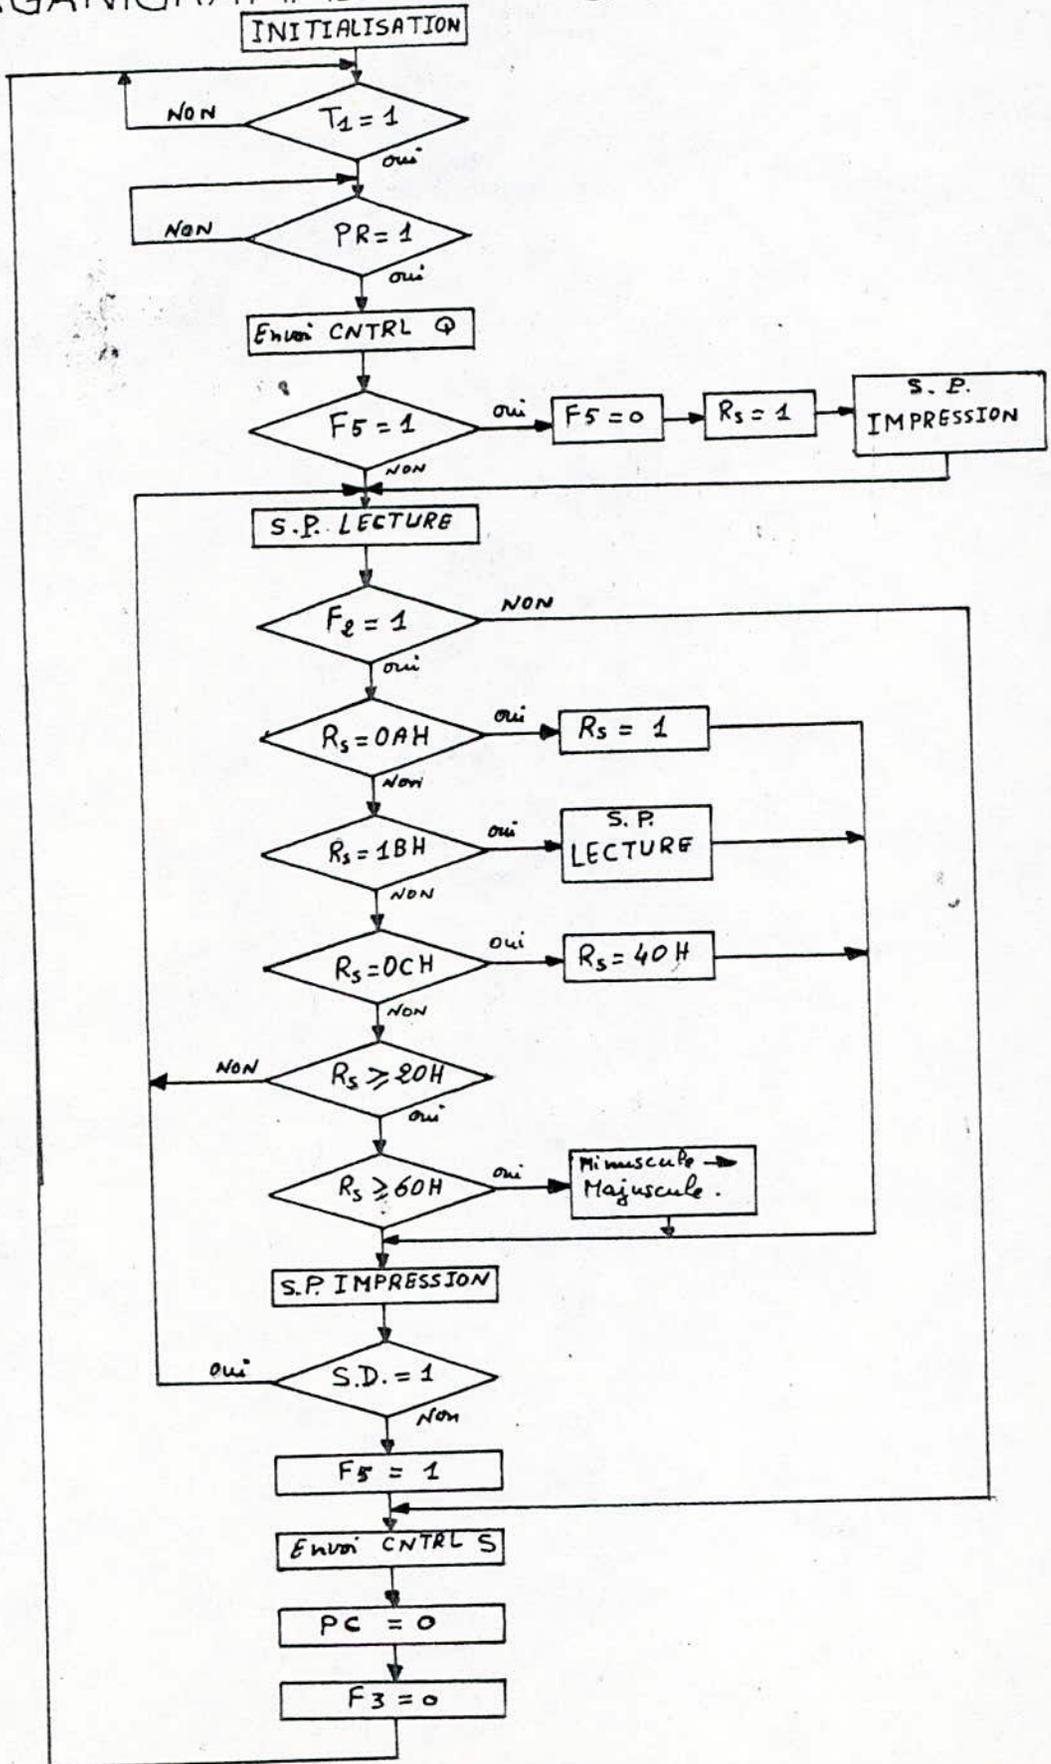 INITIALISATION
T1 = 1
NON
oui
PR = 1
NON
oui
Envoi CNTRL Q
F5 = 1
oui
F5 = 0
Rs = 1
S. P.
IMPRESSION
NON
S.P. LECTURE
F2 = 1
NON
oui
Rs = 0AH
oui
Rs = 1
Non
Rs = 1BH
oui
S. P.
LECTURE
NON
Rs = 0CH
oui
Rs = 40H
NON
NON
Rs ⩾ 20H
oui
Rs ⩾ 60H
oui
Minuscule →
Majuscule.
S.P. IMPRESSION
oui
S.D. = 1
Non
F5 = 1
Envoi CNTRL S
PC = 0
F3 = 0